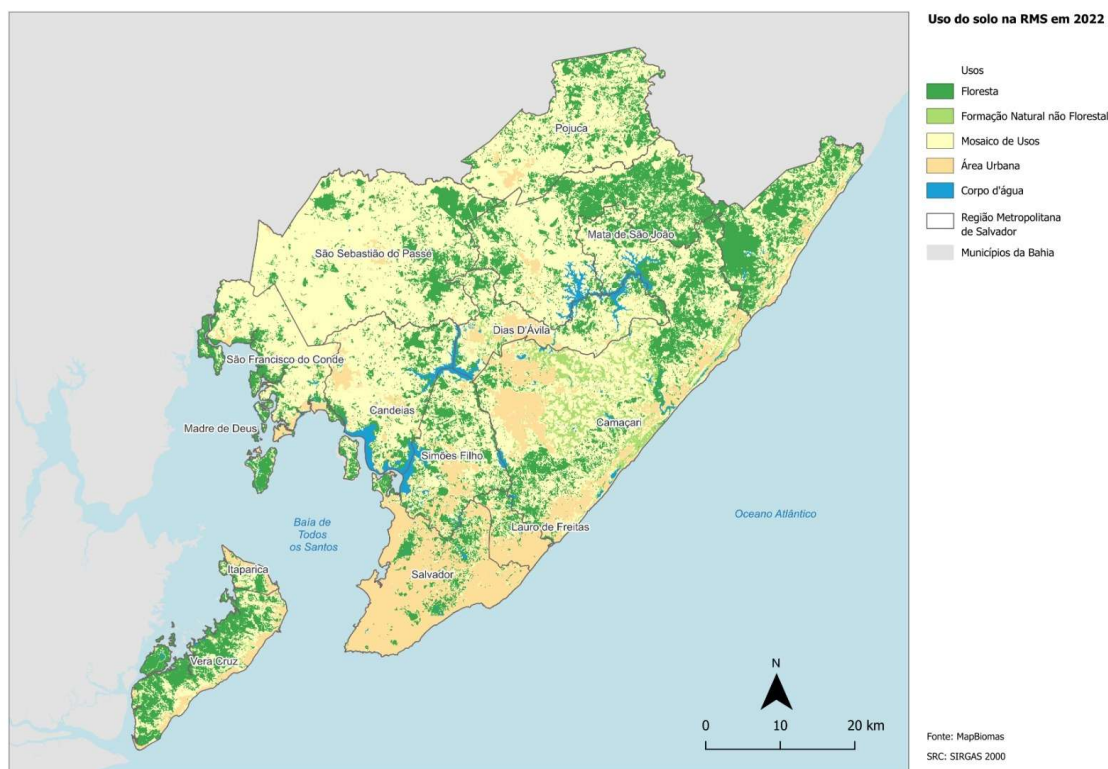 Uso do solo na RMS em 2022
Usos
Floresta
Formação Natural não Florestal
Mosaico de Usos
Área Urbana
Corpo d'água
Região Metropolitana
de Salvador
Municípios da Bahia
Pojuca
Mata de São João
São Sebastião do Passé
Dias D'Ávila
São Francisco do Conde
Candeias
Camaçari
Madre de Deus
Simões Filho
Baía de
Todos
os Santos
Lauro de Freitas
Oceano Atlântico
Salvador
Itaparica
Vera Cruz
N
0 10 20 km
Fonte: MapBiomas
SRC: SIRGAS 2000